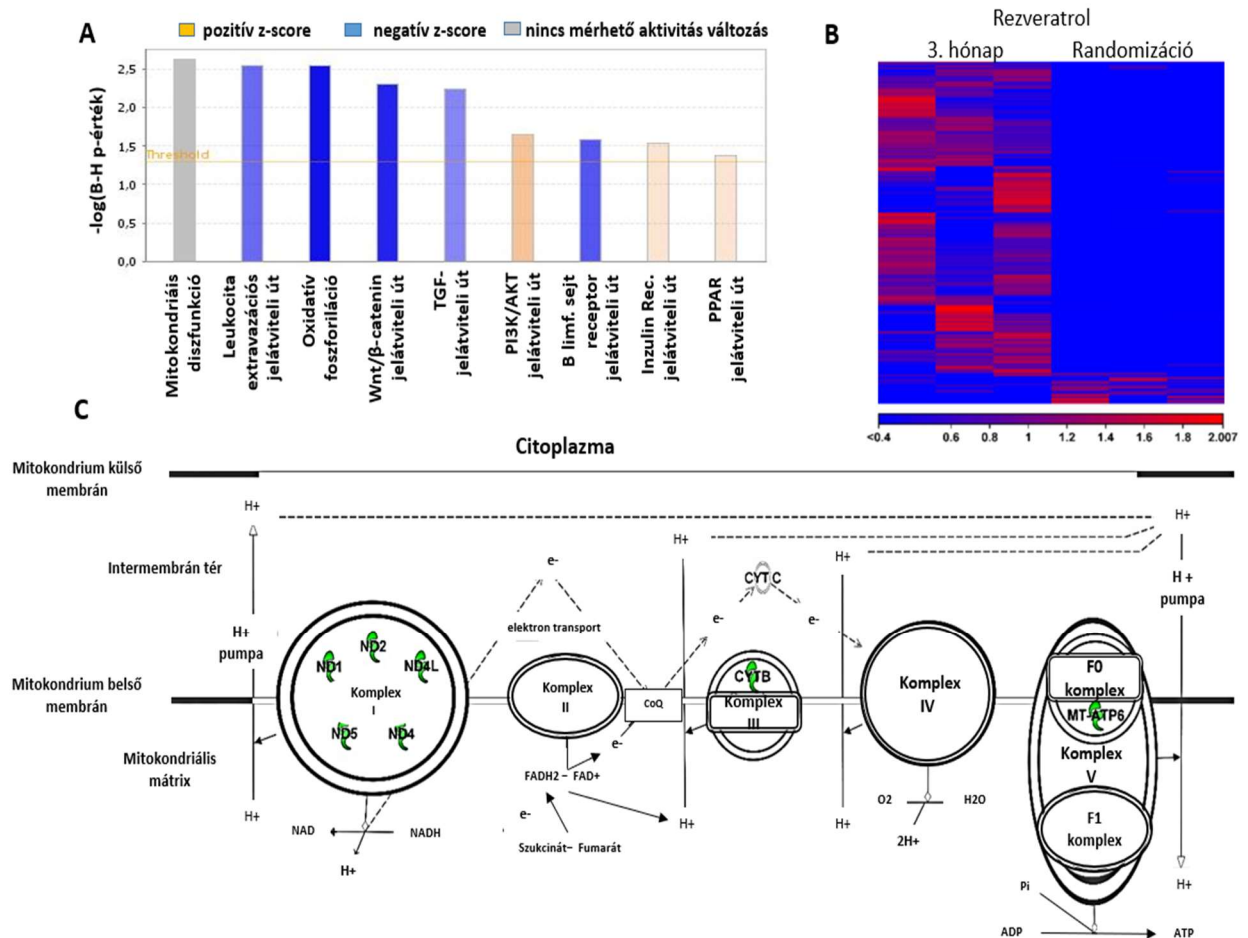 A
pozitív z-score
negatív z-score
nincs mérhető aktivitás változás
-log(B-H p-érték)
2,5
2,0
1,5
1,0
0,5
0,0
Threshold
Mitokondriáis
diszfunkció
Leukocita
extravazációs
jelátviteli út
Oxidatív
foszforiláció
Wnt/β-catenin
jelátviteli út
TGF-
jelátviteli út
PI3K/AKT
jelátviteli út
B limf. sejt
receptor
jelátviteli út
Inzulin Rec.
jelátviteli út
PPAR
jelátviteli út
B
Rezveratrol
3. hónap
Randomizáció
<0.4 0.6 0.8 1 1.2 1.4 1.6 1.8 2.007
C
Citoplazma
Mitokondrium külső
membrán
Intermembrán tér
Mitokondrium belső
membrán
Mitokondriális
mátrix
H+
H+
pumpa
H+
ND1
ND2
ND4L
ND5
ND4
Komplex
I
NAD
NADH
H+
e-
elektron transport
Komplex
II
CoQ
e-
FADH2 – FAD+
e-
Szukcinát– Fumarát
H+
H+
e-
CYT C
e-
CYTB
Komplex
III
H+
H+
Komplex
IV
O2
H2O
2H+
H+
H +
pumpa
H+
F0
komplex
MT-ATP6
Komplex
V
F1
komplex
Pi
ADP
ATP